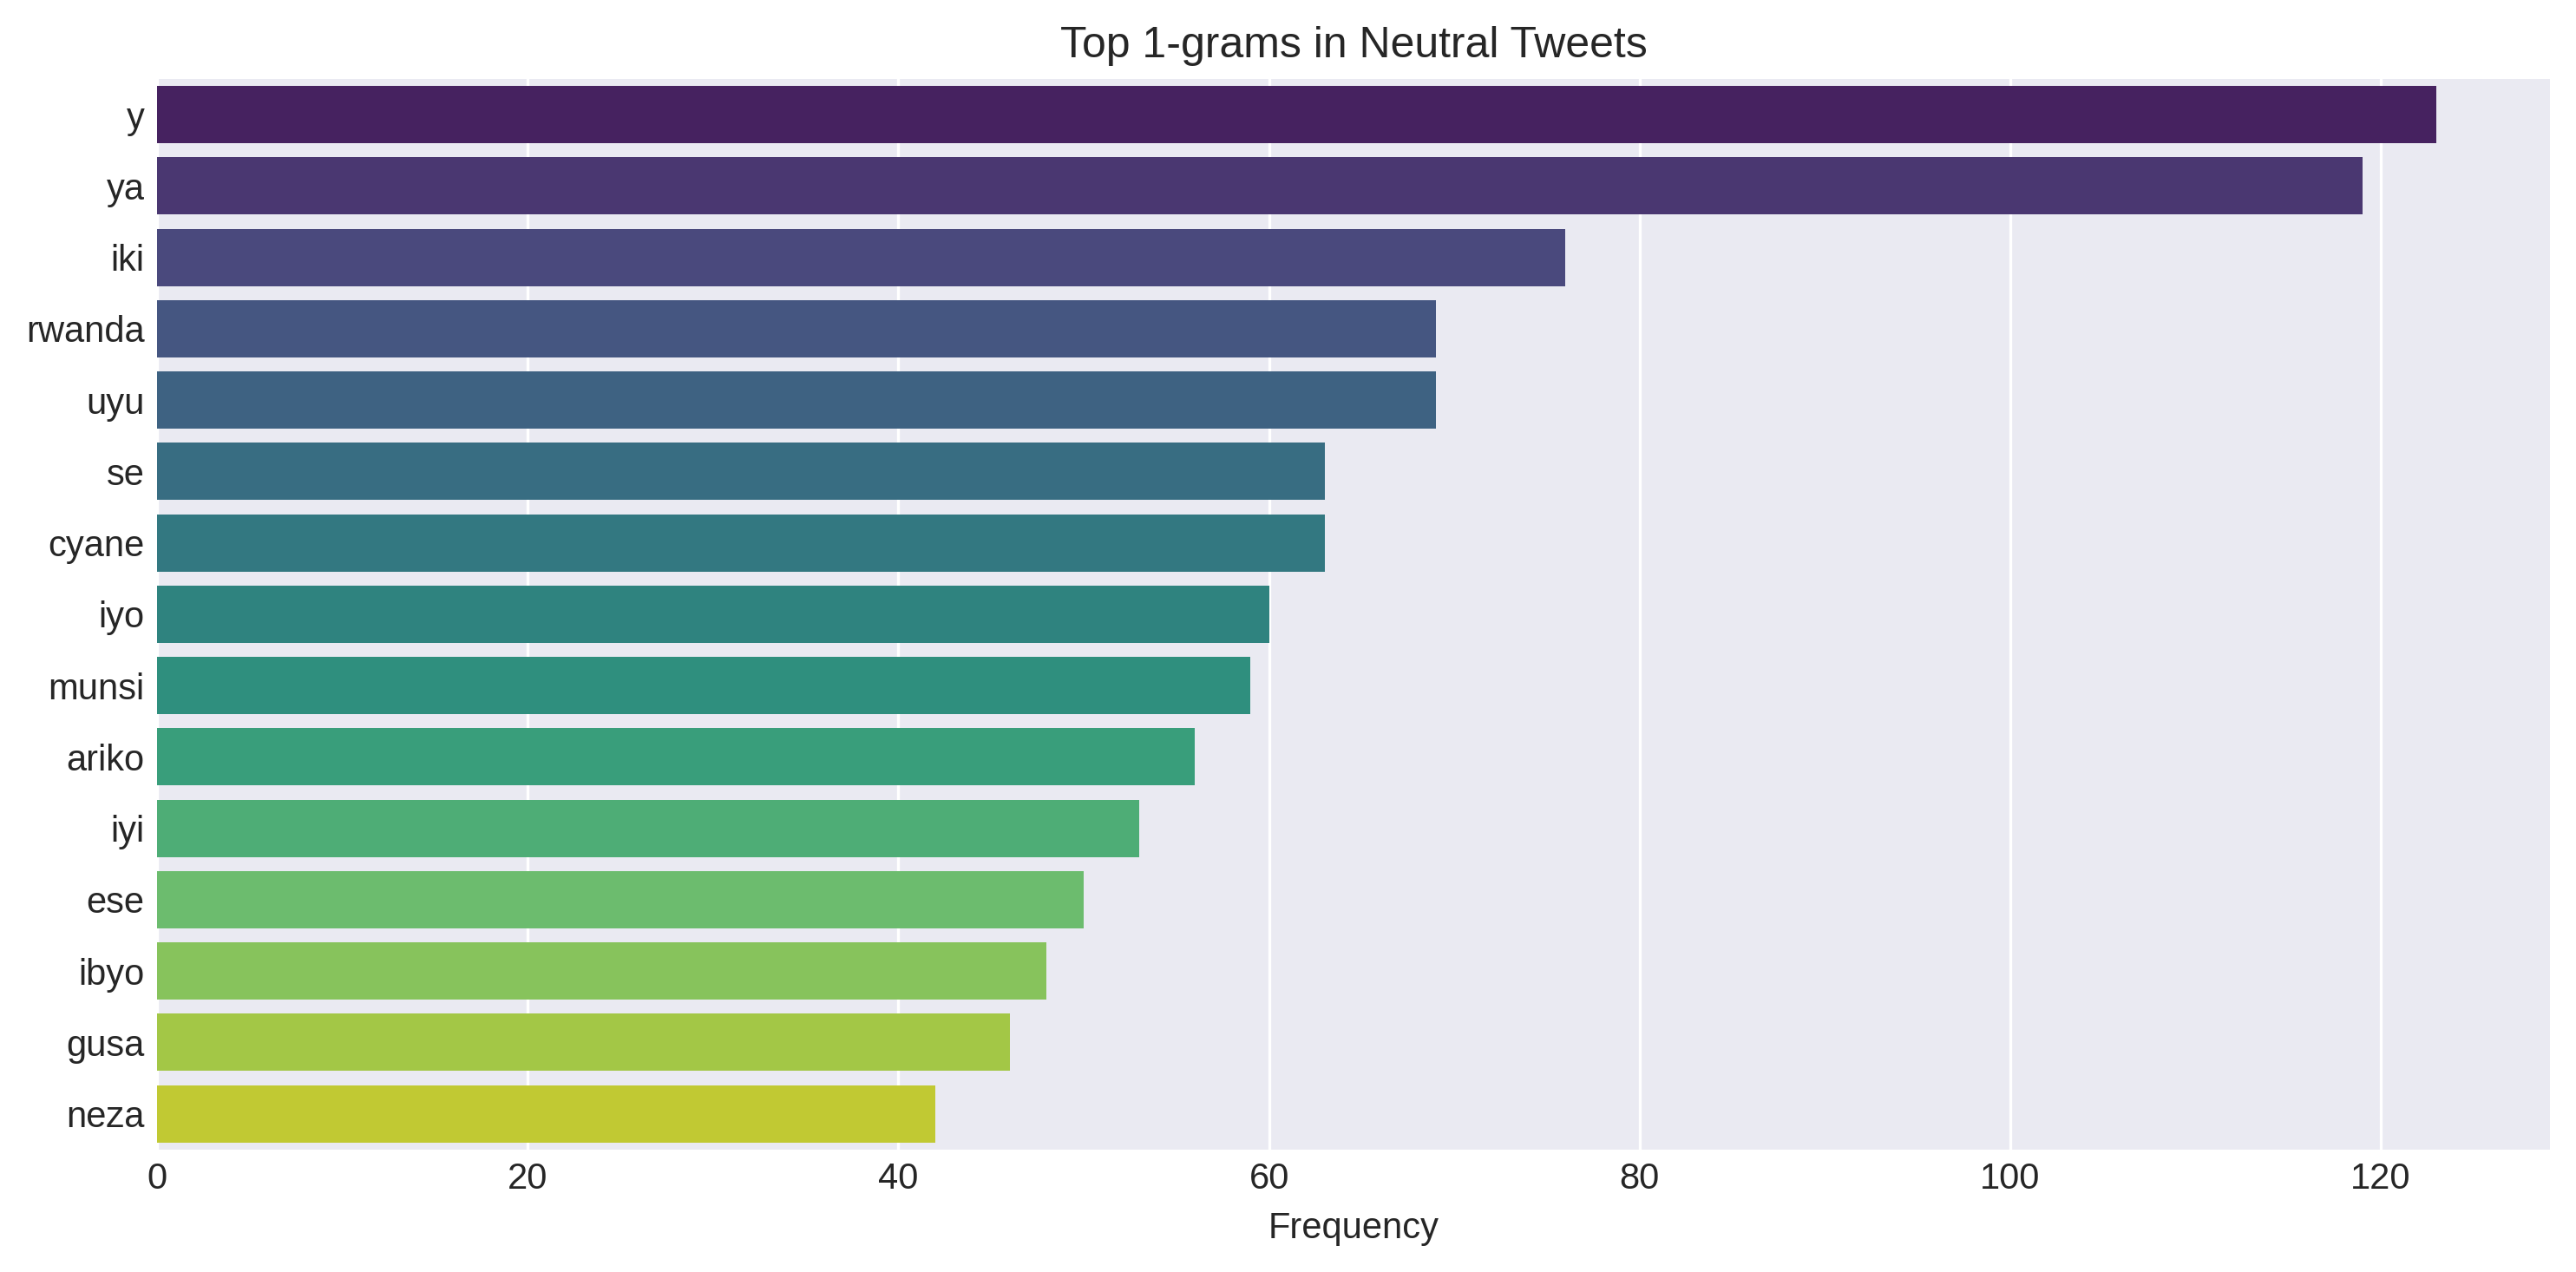 Top 1-grams in Neutral Tweets
y
ya
iki
rwanda
uyu
se
cyane
iyo
munsi
ariko
iyi
ese
ibyo
gusa
neza
0 20 40 60 80 100 120
Frequency